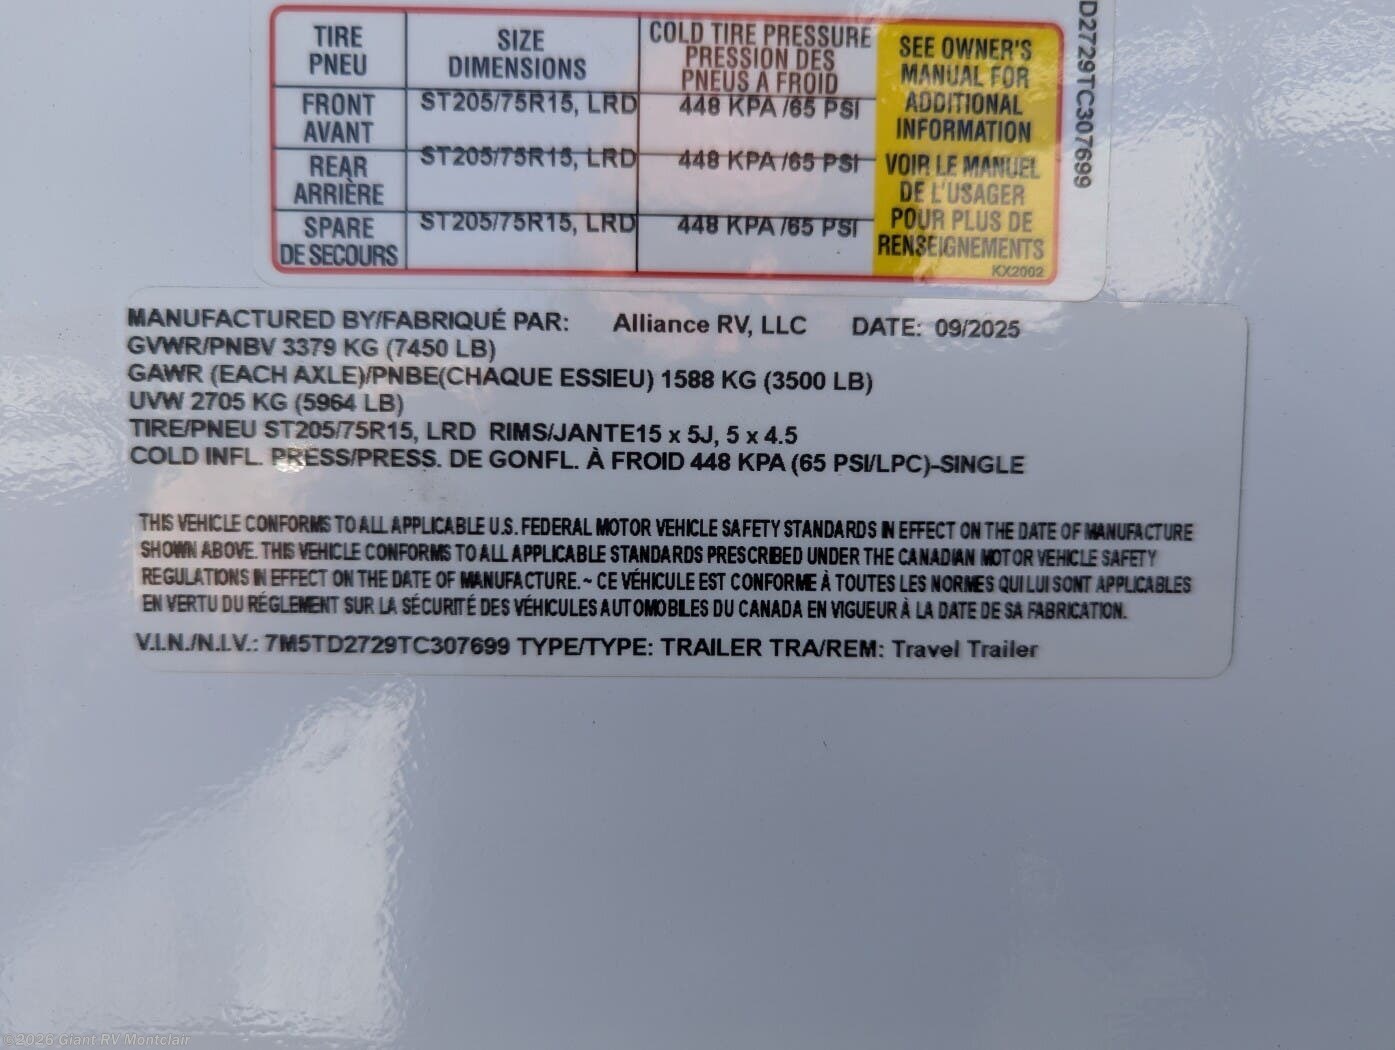 TIRE PNEU
SIZE DIMENSIONS
COLD TIRE PRESSURE PRESSION DES PNEUS A FROID
FRONT AVANT
ST205/75R15, LRD
448 KPA /65 PSI
REAR ARRIÈRE
ST205/75R15, LRD
448 KPA /65 PSI
SPARE DE SECOURS
ST205/75R15, LRD
448 KPA /65 PSI
SEE OWNER'S
MANUAL FOR
ADDITIONAL
INFORMATION
VOIR LE MANUEL
DE L'USAGER
POUR PLUS DE
RENSEIGNEMENTS
KX2002
D2729TC307699
MANUFACTURED BY/FABRIQUÉ PAR: Alliance RV, LLC DATE: 09/2025
GVWR/PNBV 3379 KG (7450 LB)
GAWR (EACH AXLE)/PNBE(CHAQUE ESSIEU) 1588 KG (3500 LB)
UVW 2705 KG (5964 LB)
TIRE/PNEU ST205/75R15, LRD RIMS/JANTE15 x 5J, 5 x 4.5
COLD INFL. PRESS/PRESS. DE GONFL. À FROID 448 KPA (65 PSI/LPC)-SINGLE
THIS VEHICLE CONFORMS TO ALL APPLICABLE U.S. FEDERAL MOTOR VEHICLE SAFETY STANDARDS IN EFFECT ON THE DATE OF MANUFACTURE
SHOWN ABOVE. THIS VEHICLE CONFORMS TO ALL APPLICABLE STANDARDS PRESCRIBED UNDER THE CANADIAN MOTOR VEHICLE SAFETY
REGULATIONS IN EFFECT ON THE DATE OF MANUFACTURE. ~ CE VÉHICULE EST CONFORME À TOUTES LES NORMES QUI LUI SONT APPLICABLES
EN VERTU DU RÉGLEMENT SUR LA SÉCURITÉ DES VÉHICULES AUTOMOBILES DU CANADA EN VIGUEUR À LA DATE DE SA FABRICATION.
V.I.N./N.I.V.: 7M5TD2729TC307699 TYPE/TYPE: TRAILER TRA/REM: Travel Trailer
©2026 Giant RV Montclair